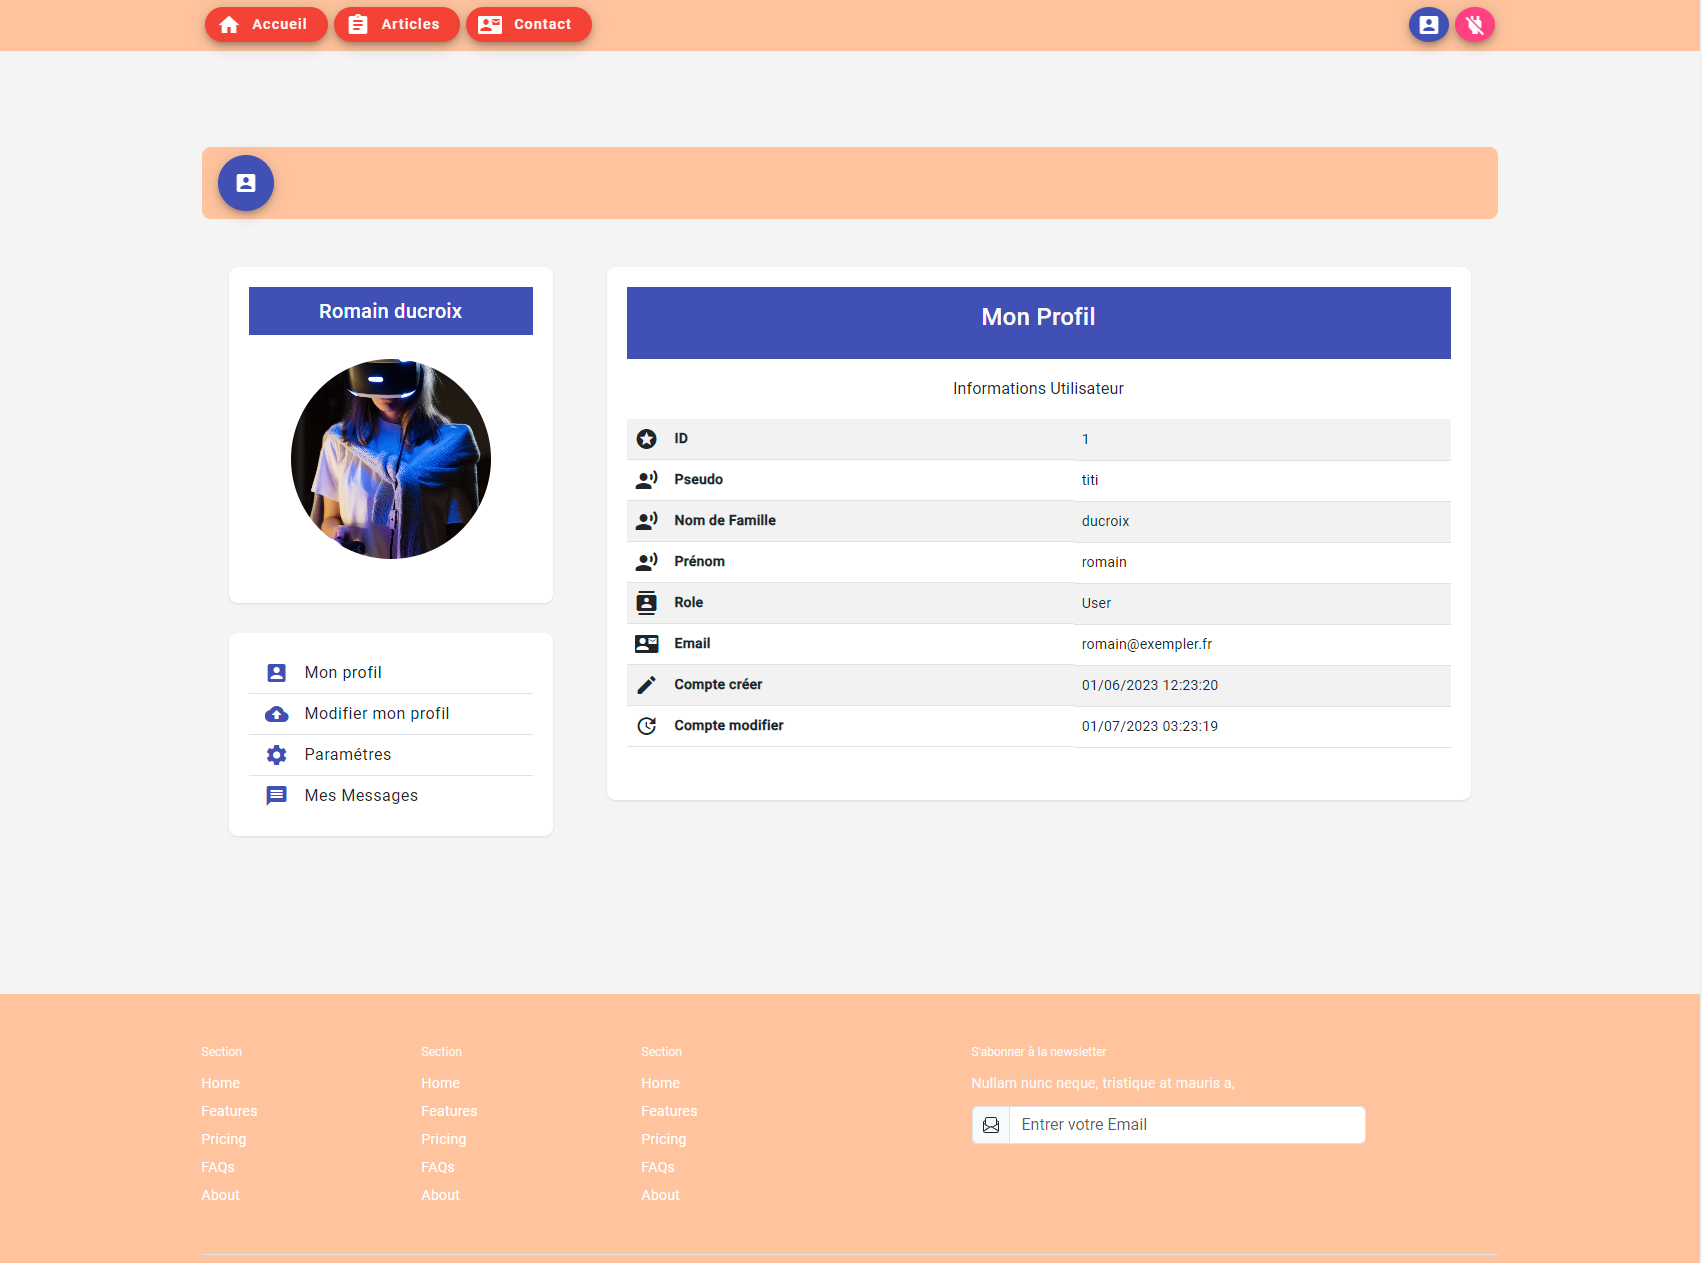 Accueil
Articles
Contact
Romain ducroix
Mon profil
Modifier mon profil
Paramétres
Mes Messages
Mon Profil
Informations Utilisateur
ID 1
Pseudo titi
Nom de Famille ducroix
Prénom romain
Role User
Email romain@exempler.fr
Compte créer 01/06/2023 12:23:20
Compte modifier 01/07/2023 03:23:19
Section
Home
Features
Pricing
FAQs
About
Section
Home
Features
Pricing
FAQs
About
Section
Home
Features
Pricing
FAQs
About
S'abonner à la newsletter
Nullam nunc neque, tristique at mauris a,
Entrer votre Email